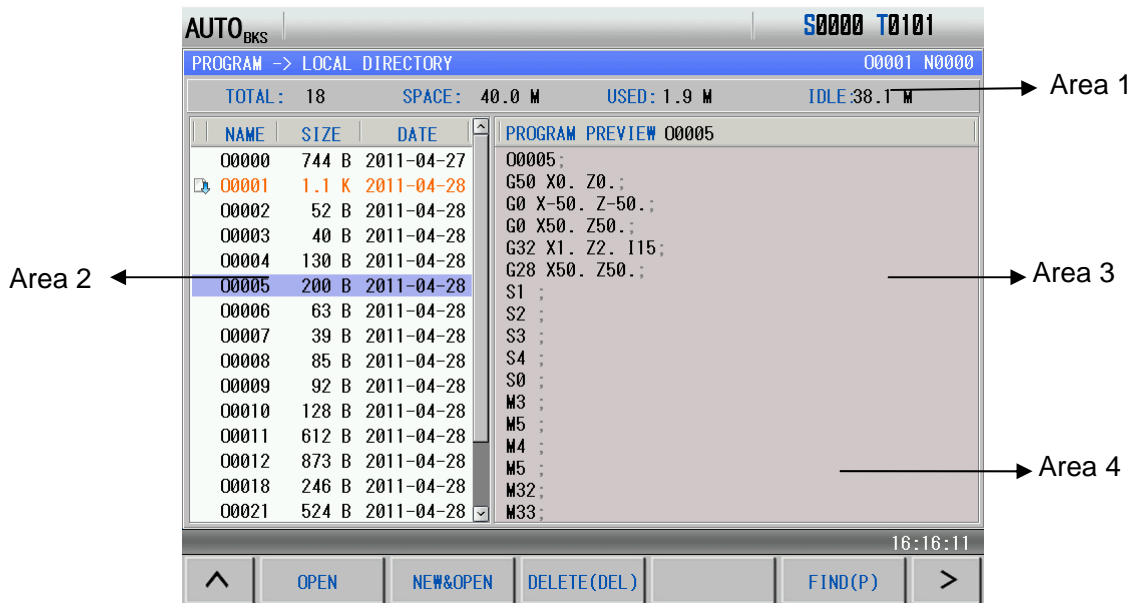 AUTO BKS S0000 T0101
PROGRAM -> LOCAL DIRECTORY O0001 N0000
TOTAL: 18 SPACE: 40.0 M USED: 1.9 M IDLE: 38.1 M
Area 1
NAME SIZE DATE
O0000 744 B 2011-04-27
O0001 1.1 K 2011-04-28
O0002 52 B 2011-04-28
O0003 40 B 2011-04-28
O0004 130 B 2011-04-28
O0005 200 B 2011-04-28
O0006 63 B 2011-04-28
O0007 39 B 2011-04-28
O0008 85 B 2011-04-28
O0009 92 B 2011-04-28
O0010 128 B 2011-04-28
O0011 612 B 2011-04-28
O0012 873 B 2011-04-28
O0018 246 B 2011-04-28
O0021 524 B 2011-04-28
Area 2
PROGRAM PREVIEW O0005
O0005;
G50 X0. Z0.;
G0 X-50. Z-50.;
G0 X50. Z50.;
G32 X1. Z2. I15;
G28 X50. Z50.;
S1 ;
S2 ;
S3 ;
S4 ;
S0 ;
M3 ;
M5 ;
M4 ;
M5 ;
M32;
M33;
Area 3
Area 4
16:16:11
^ OPEN NEW&OPEN DELETE(DEL) FIND(P) >